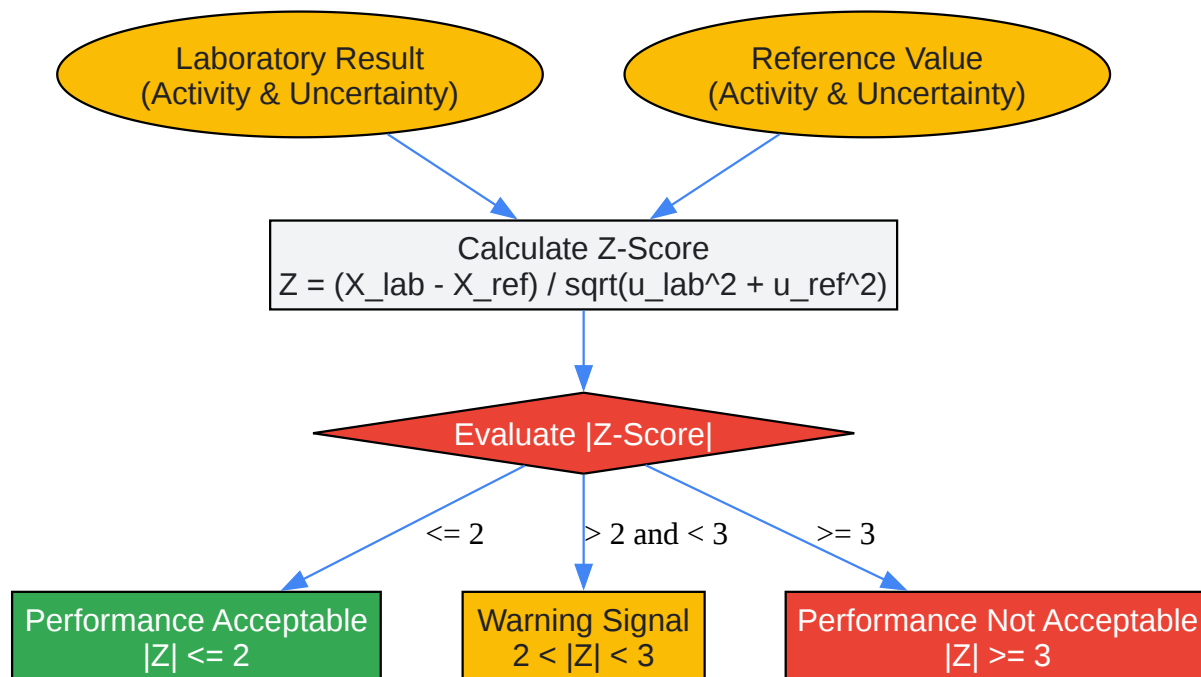 Laboratory Result
(Activity & Uncertainty)
Reference Value
(Activity & Uncertainty)
Calculate Z-Score
Z = (X_lab - X_ref) / sqrt(u_lab^2 + u_ref^2)
Evaluate |Z-Score|
<= 2
> 2 and < 3
>= 3
Performance Acceptable
|Z| <= 2
Warning Signal
2 < |Z| < 3
Performance Not Acceptable
|Z| >= 3